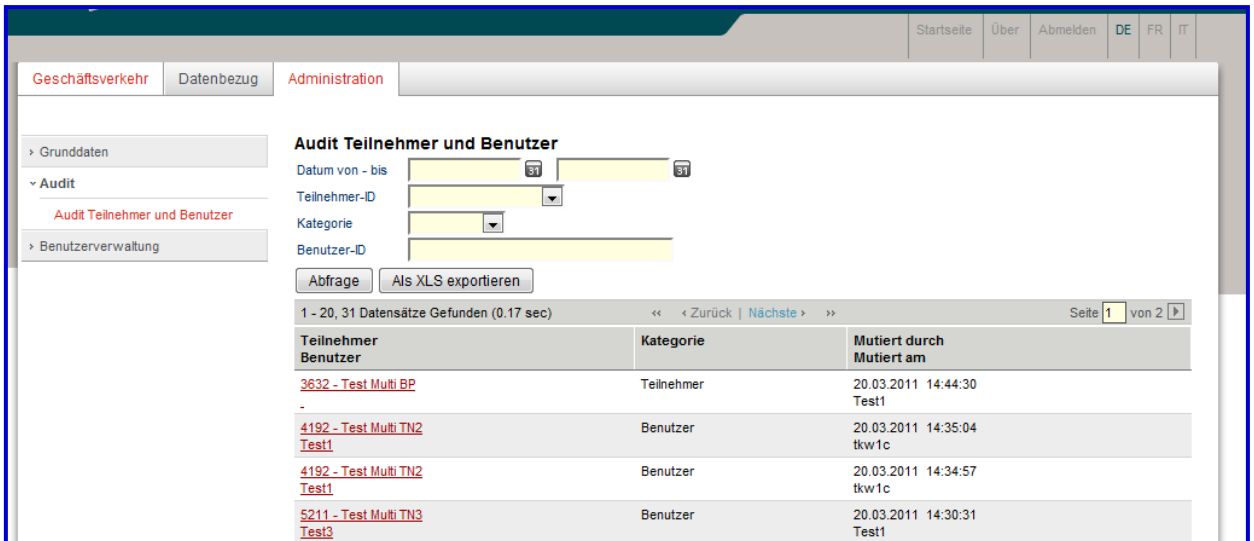 Startseite Über Abmelden DE FR IT
Geschäftsverkehr Datenbezug Administration
› Grunddaten
Audit
Audit Teilnehmer und Benutzer
› Benutzerverwaltung
Audit Teilnehmer und Benutzer
Datum von - bis 31 31
Teilnehmer-ID
Kategorie
Benutzer-ID
Abfrage Als XLS exportieren
1 - 20, 31 Datensätze Gefunden (0.17 sec) ‹‹ ‹ Zurück | Nächste › ›› Seite 1 von 2
Teilnehmer Kategorie Mutiert durch
Benutzer Mutiert am
3632 - Test Multi BP Teilnehmer 20.03.2011 14:44:30
- Test1
4192 - Test Multi TN2 Benutzer 20.03.2011 14:35:04
Test1 tkw1c
4192 - Test Multi TN2 Benutzer 20.03.2011 14:34:57
Test1 tkw1c
5211 - Test Multi TN3 Benutzer 20.03.2011 14:30:31
Test3 Test1